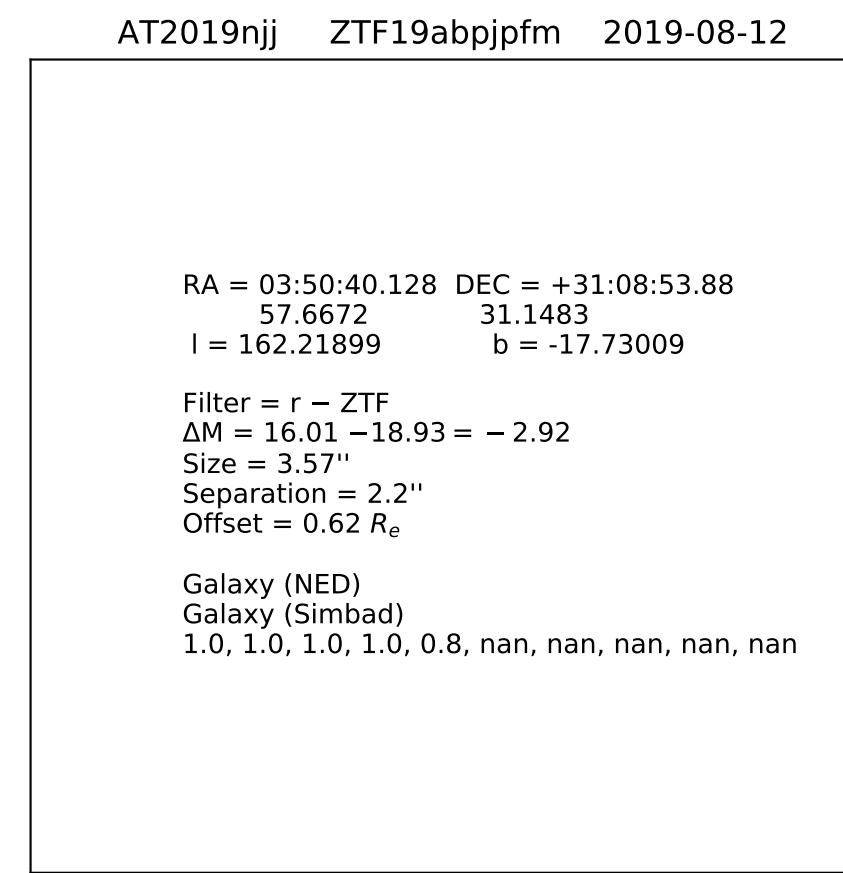 AT2019njj ZTF19abpjpfm 2019-08-12
RA = 03:50:40.128 DEC = +31:08:53.88
57.6672 31.1483
l = 162.21899 b = -17.73009
Filter = r − ZTF
ΔM = 16.01 −18.93 = − 2.92
Size = 3.57''
Separation = 2.2''
Offset = 0.62 Re
Galaxy (NED)
Galaxy (Simbad)
1.0, 1.0, 1.0, 1.0, 0.8, nan, nan, nan, nan, nan